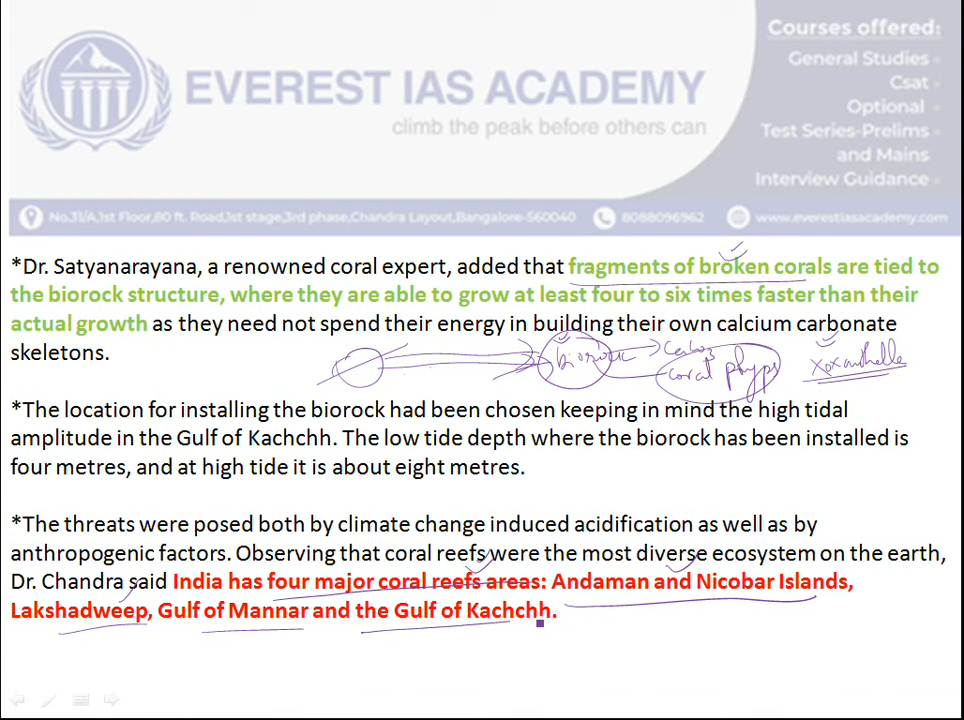 Courses offered:
General Studies
Csat
Optional
Test Series-Prelims
and Mains
Interview Guidance
EVEREST IAS ACADEMY
climb the peak before others can
No.31/A,1st Floor,80 ft. Road,1st stage,3rd phase,Chandra Layout,Bangalore-560040 8088096962 www.everestiasacademy.com
*Dr. Satyanarayana, a renowned coral expert, added that fragments of broken corals are tied to
the biorock structure, where they are able to grow at least four to six times faster than their
actual growth as they need not spend their energy in building their own calcium carbonate
skeletons.
biorock
coral
*The location for installing the biorock had been chosen keeping in mind the high tidal
amplitude in the Gulf of Kachchh. The low tide depth where the biorock has been installed is
four metres, and at high tide it is about eight metres.
*The threats were posed both by climate change induced acidification as well as by
anthropogenic factors. Observing that coral reefs were the most diverse ecosystem on the earth,
Dr. Chandra said India has four major coral reefs areas: Andaman and Nicobar Islands,
Lakshadweep, Gulf of Mannar and the Gulf of Kachchh.